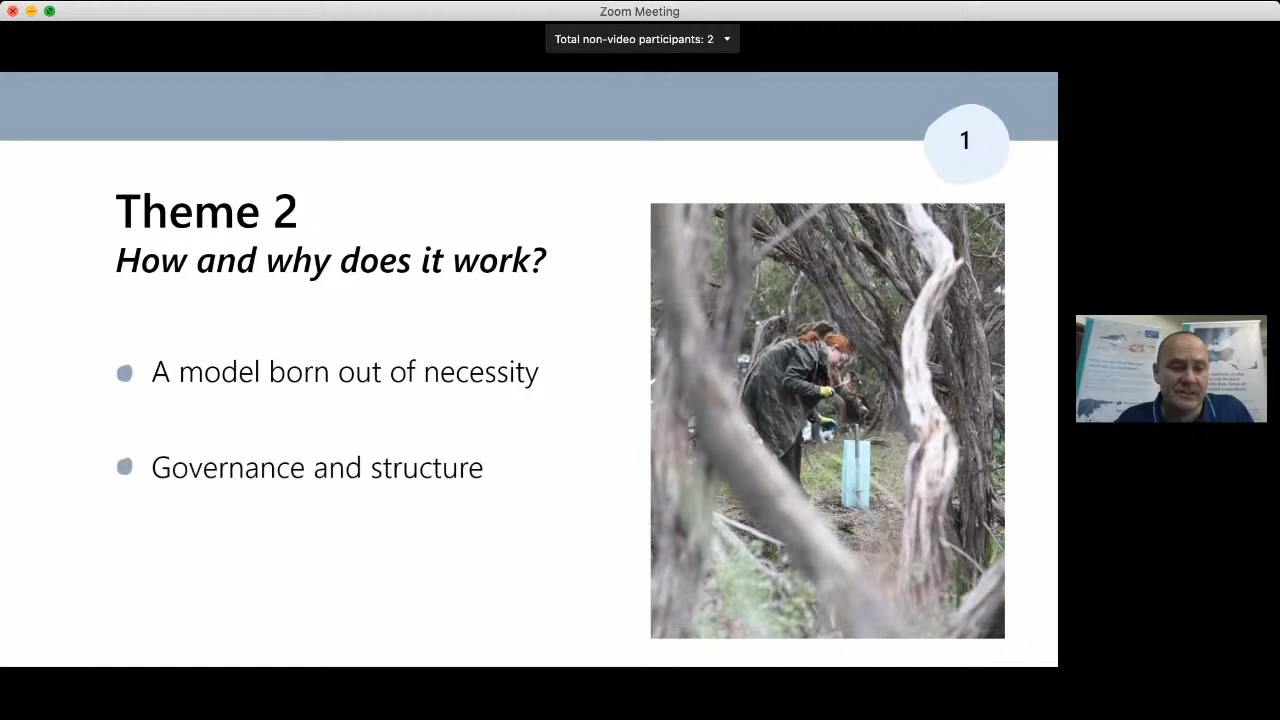 Zoom Meeting
Total non-video participants: 2
1
Theme 2
How and why does it work?
A model born out of necessity
Governance and structure